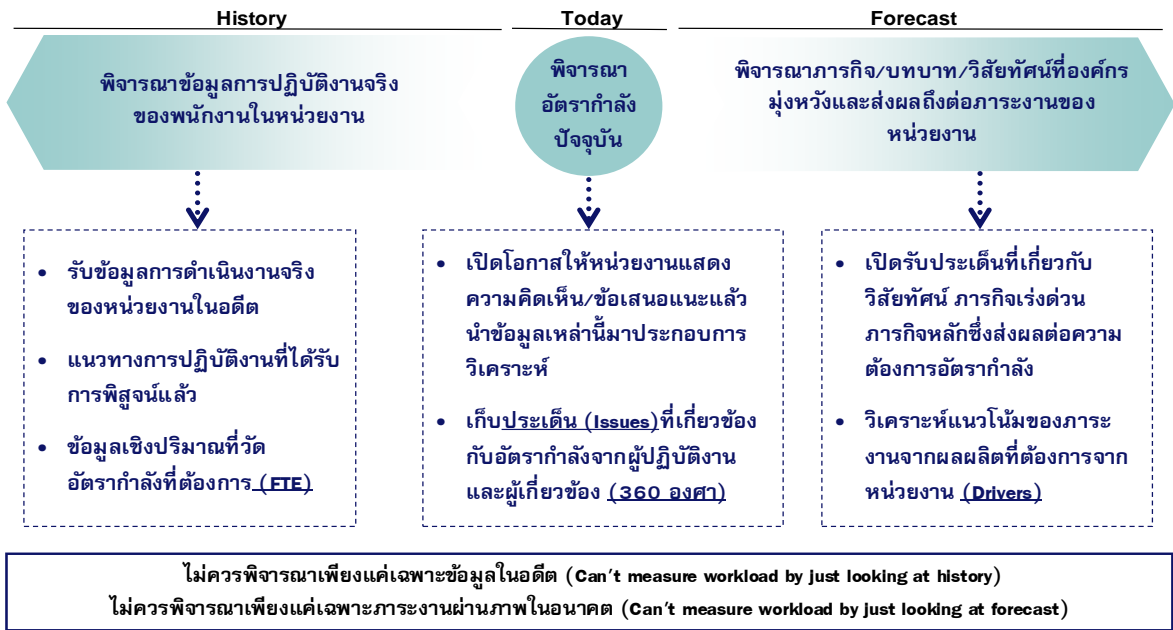 History
Today
Forecast
พิจารณาข้อมูลการปฏิบัติงานจริง
ของพนักงานในหน่วยงาน
พิจารณา
อัตรากำลัง
ปัจจุบัน
พิจารณาภารกิจ/บทบาท/วิสัยทัศน์ที่องค์กร
มุ่งหวังและส่งผลถึงต่อภาระงานของ
หน่วยงาน
• รับข้อมูลการดำเนินงานจริง
ของหน่วยงานในอดีต
• แนวทางการปฏิบัติงานที่ได้รับ
การพิสูจน์แล้ว
• ข้อมูลเชิงปริมาณที่วัด
อัตรากำลังที่ต้องการ (FTE)
• เปิดโอกาสให้หน่วยงานแสดง
ความคิดเห็น/ข้อเสนอแนะแล้ว
นำข้อมูลเหล่านี้มาประกอบการ
วิเคราะห์
• เก็บประเด็น (Issues)ที่เกี่ยวข้อง
กับอัตรากำลังจากผู้ปฏิบัติงาน
และผู้เกี่ยวข้อง (360 องศา)
• เปิดรับประเด็นที่เกี่ยวกับ
วิสัยทัศน์ ภารกิจเร่งด่วน
ภารกิจหลักซึ่งส่งผลต่อความ
ต้องการอัตรากำลัง
• วิเคราะห์แนวโน้มของภาระ
งานจากผลผลิตที่ต้องการจาก
หน่วยงาน (Drivers)
ไม่ควรพิจารณาเพียงแค่เฉพาะข้อมูลในอดีต (Can't measure workload by just looking at history)
ไม่ควรพิจารณาเพียงแค่เฉพาะภาระงานผ่านภาพในอนาคต (Can't measure workload by just looking at forecast)